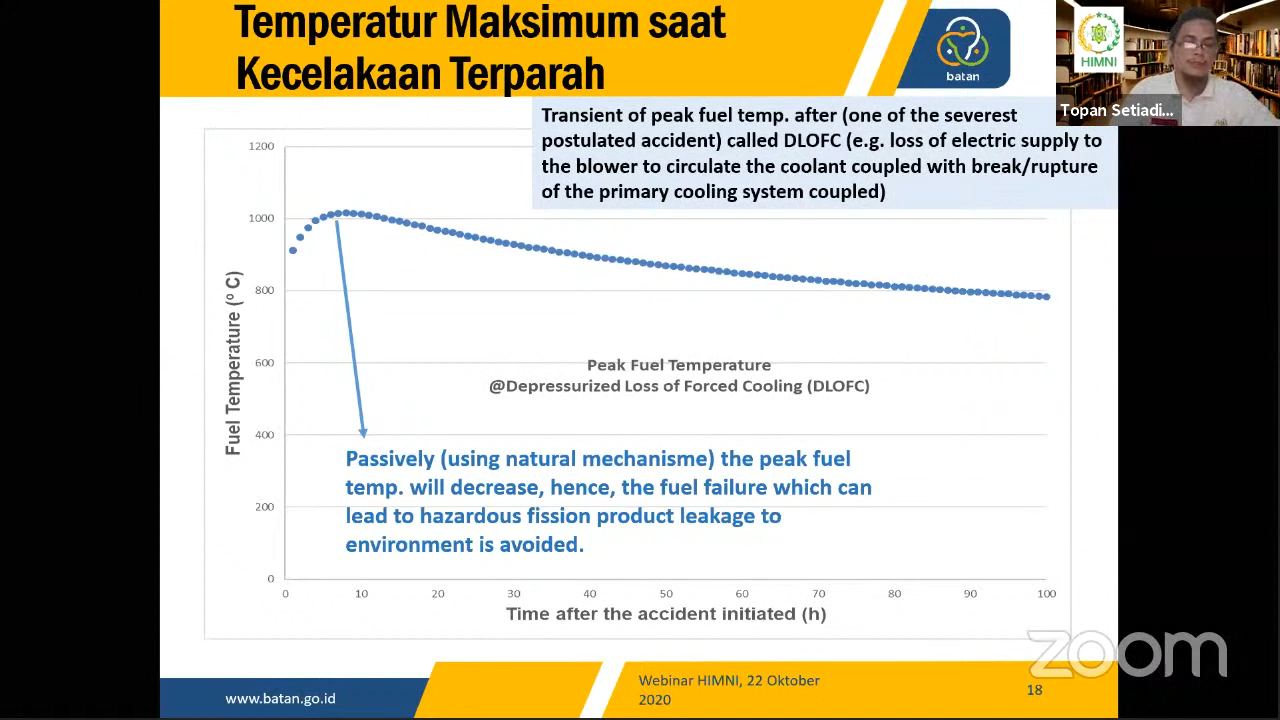 Temperatur Maksimum saat
Kecelakaan Terparah
batan
HIMNI
Topan Setiadi...
Transient of peak fuel temp. after (one of the severest
postulated accident) called DLOFC (e.g. loss of electric supply to
the blower to circulate the coolant coupled with break/rupture
of the primary cooling system coupled)
1200
1000
800
600
400
200
0
Fuel Temperature (º C)
Peak Fuel Temperature
@Depressurized Loss of Forced Cooling (DLOFC)
Passively (using natural mechanisme) the peak fuel
temp. will decrease, hence, the fuel failure which can
lead to hazardous fission product leakage to
environment is avoided.
0 10 20 30 40 50 60 70 80 90 100
Time after the accident initiated (h)
zoom
www.batan.go.id
Webinar HIMNI, 22 Oktober
2020
18